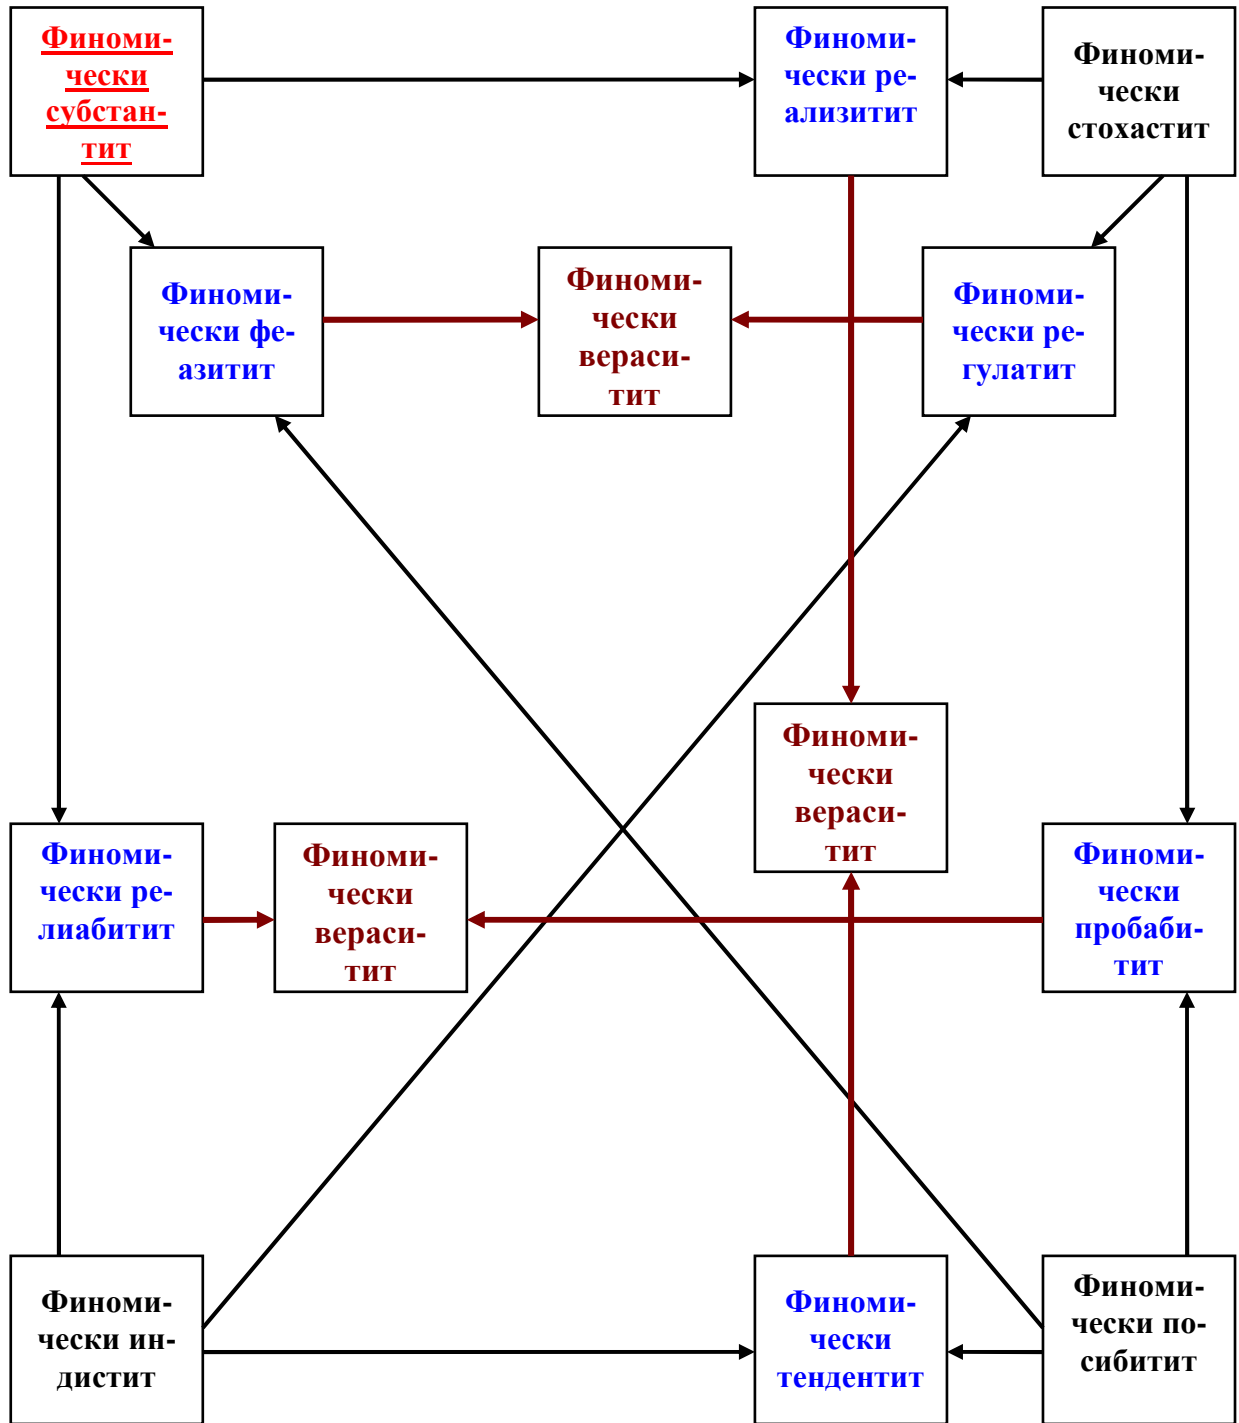 Финоми-
чески
субстан-
тит
Финоми-
чески ре-
ализитит
Финоми-
чески
стохастит
Финоми-
чески фе-
азитит
Финоми-
чески
вераси-
тит
Финоми-
чески ре-
гулатит
Финоми-
чески
вераси-
тит
Финоми-
чески ре-
лиабитит
Финоми-
чески
вераси-
тит
Финоми-
чески
пробаби-
тит
Финоми-
чески ин-
дистит
Финоми-
чески
тендентит
Финоми-
чески по-
сибитит